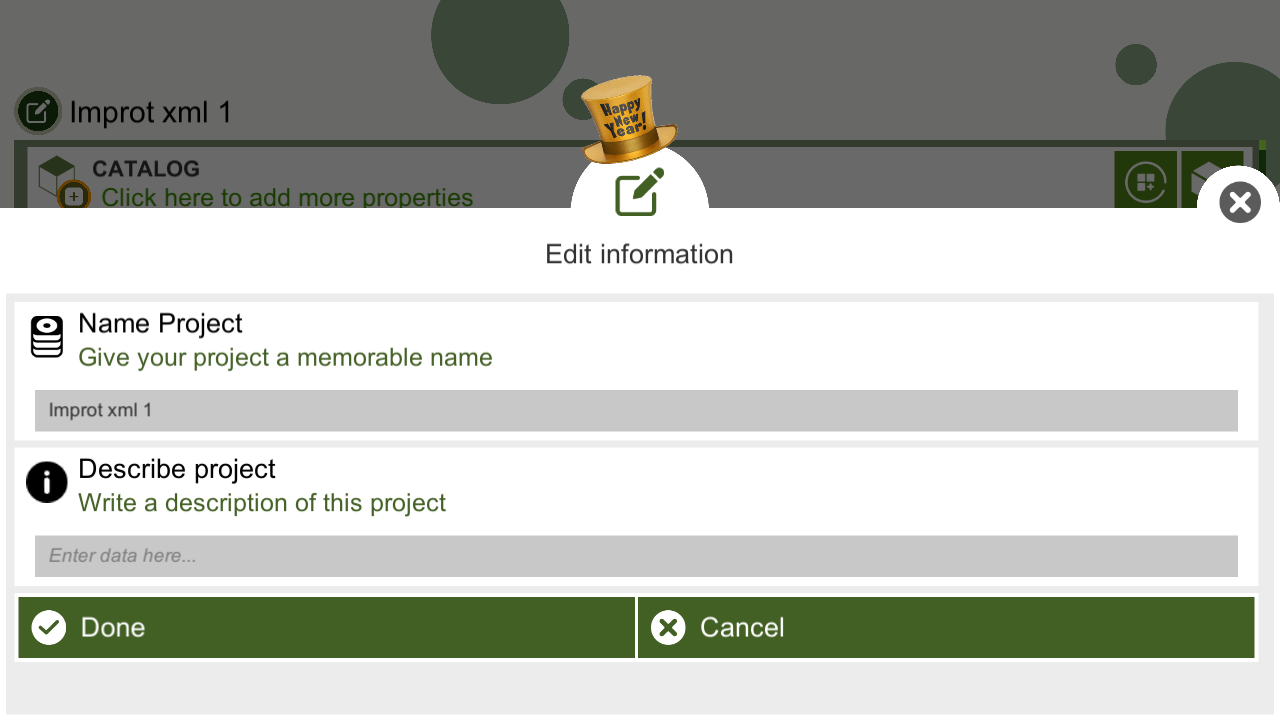 Improt xml 1
CATALOG
Click here to add more properties
Happy
New
Year!
Edit information
Name Project
Give your project a memorable name
Improt xml 1
Describe project
Write a description of this project
Enter data here...
Done
Cancel